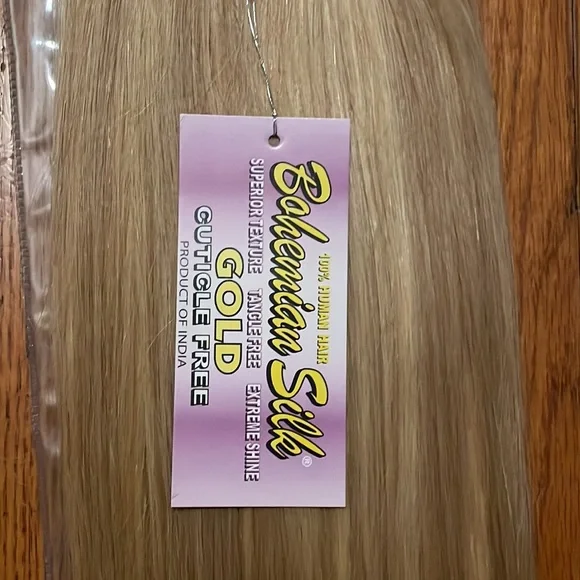 100% HUMAN HAIR
Bohemian Silk®
SUPERIOR TEXTURE TANGLE FREE EXTREME SHINE
GOLD
CUTICLE FREE
PRODUCT OF INDIA